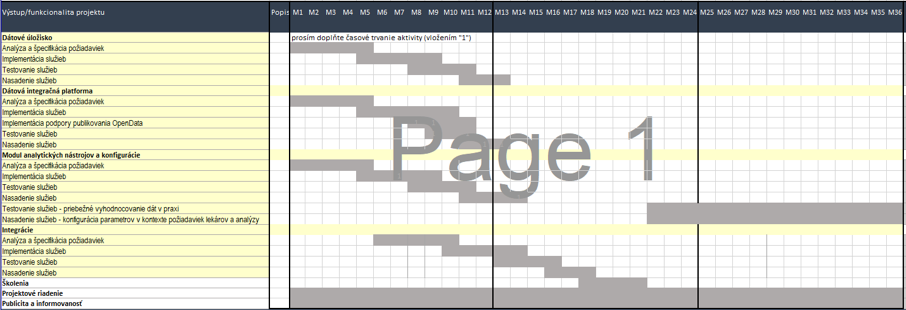 Výstup/funkcionalita projektu Popis M1 M2 M3 M4 M5 M6 M7 M8 M9 M10 M11 M12 M13 M14 M15 M16 M17 M18 M19 M20 M21 M22 M23 M24 M25 M26 M27 M28 M29 M30 M31 M32 M33 M34 M35 M36
Dátové úložisko prosím doplňte časové trvanie aktivity (vložením "1")
Analýza a špecifikácia požiadaviek
Implementácia služieb
Testovanie služieb
Nasadenie služieb
Dátová integračná platforma
Analýza a špecifikácia požiadaviek
Implementácia služieb
Implementácia podpory publikovania OpenData
Testovanie služieb
Nasadenie služieb
Modul analytických nástrojov a konfigurácie
Analýza a špecifikácia požiadaviek
Implementácia služieb
Testovanie služieb
Nasadenie služieb
Testovanie služieb - priebežné vyhodnocovanie dát v praxi
Nasadenie služieb - konfigurácia parametrov v kontexte požiadaviek lekárov a analýzy
Integrácie
Analýza a špecifikácia požiadaviek
Implementácia služieb
Testovanie služieb
Nasadenie služieb
Školenia
Projektové riadenie
Publicita a informovanosť
Page 1